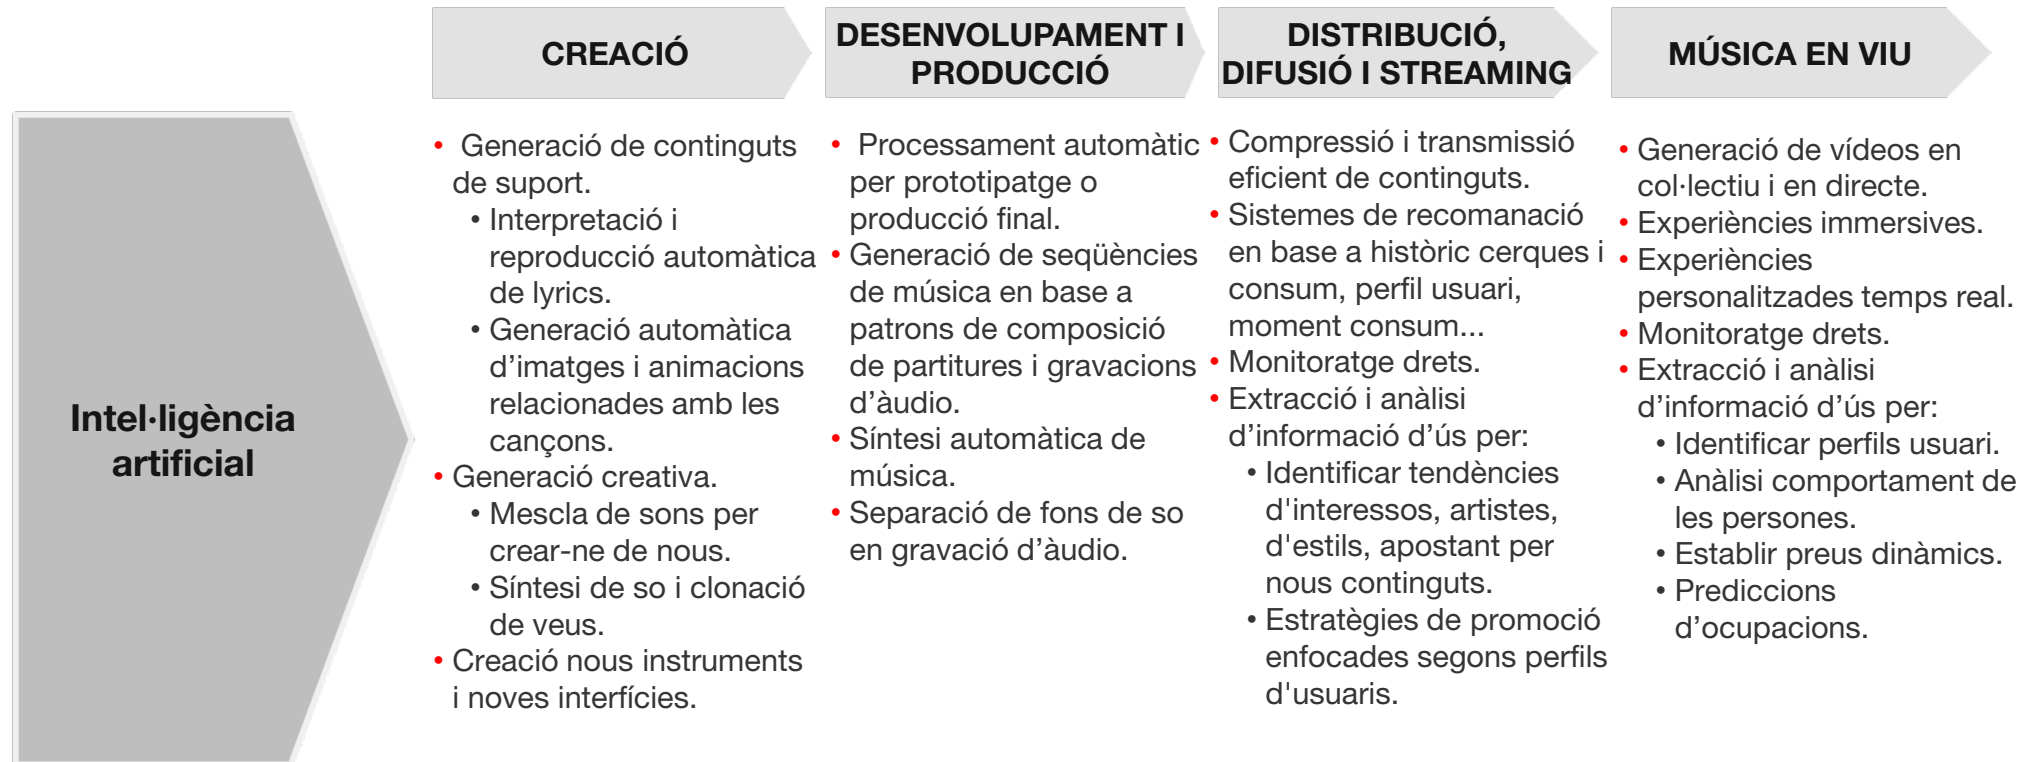 CREACIÓ
DESENVOLUPAMENT I
PRODUCCIÓ
DISTRIBUCIÓ,
DIFUSIÓ I STREAMING
MÚSICA EN VIU
Intel·ligència
artificial
• Generació de continguts
de suport.
• Interpretació i
reproducció automàtica
de lyrics.
• Generació automàtica
d’imatges i animacions
relacionades amb les
cançons.
• Generació creativa.
• Mescla de sons per
crear-ne de nous.
• Síntesi de so i clonació
de veus.
• Creació nous instruments
i noves interfícies.
• Processament automàtic
per prototipatge o
producció final.
• Generació de seqüències
de música en base a
patrons de composició
de partitures i gravacions
d’àudio.
• Síntesi automàtica de
música.
• Separació de fons de so
en gravació d’àudio.
• Compressió i transmissió
eficient de continguts.
• Sistemes de recomanació
en base a històric cerques i
consum, perfil usuari,
moment consum...
• Monitoratge drets.
• Extracció i anàlisi
d’informació d’ús per:
• Identificar tendències
d'interessos, artistes,
d'estils, apostant per
nous continguts.
• Estratègies de promoció
enfocades segons perfils
d'usuaris.
• Generació de vídeos en
col·lectiu i en directe.
• Experiències immersives.
• Experiències
personalitzades temps real.
• Monitoratge drets.
• Extracció i anàlisi
d’informació d’ús per:
• Identificar perfils usuari.
• Anàlisi comportament de
les persones.
• Establir preus dinàmics.
• Prediccions
d’ocupacions.